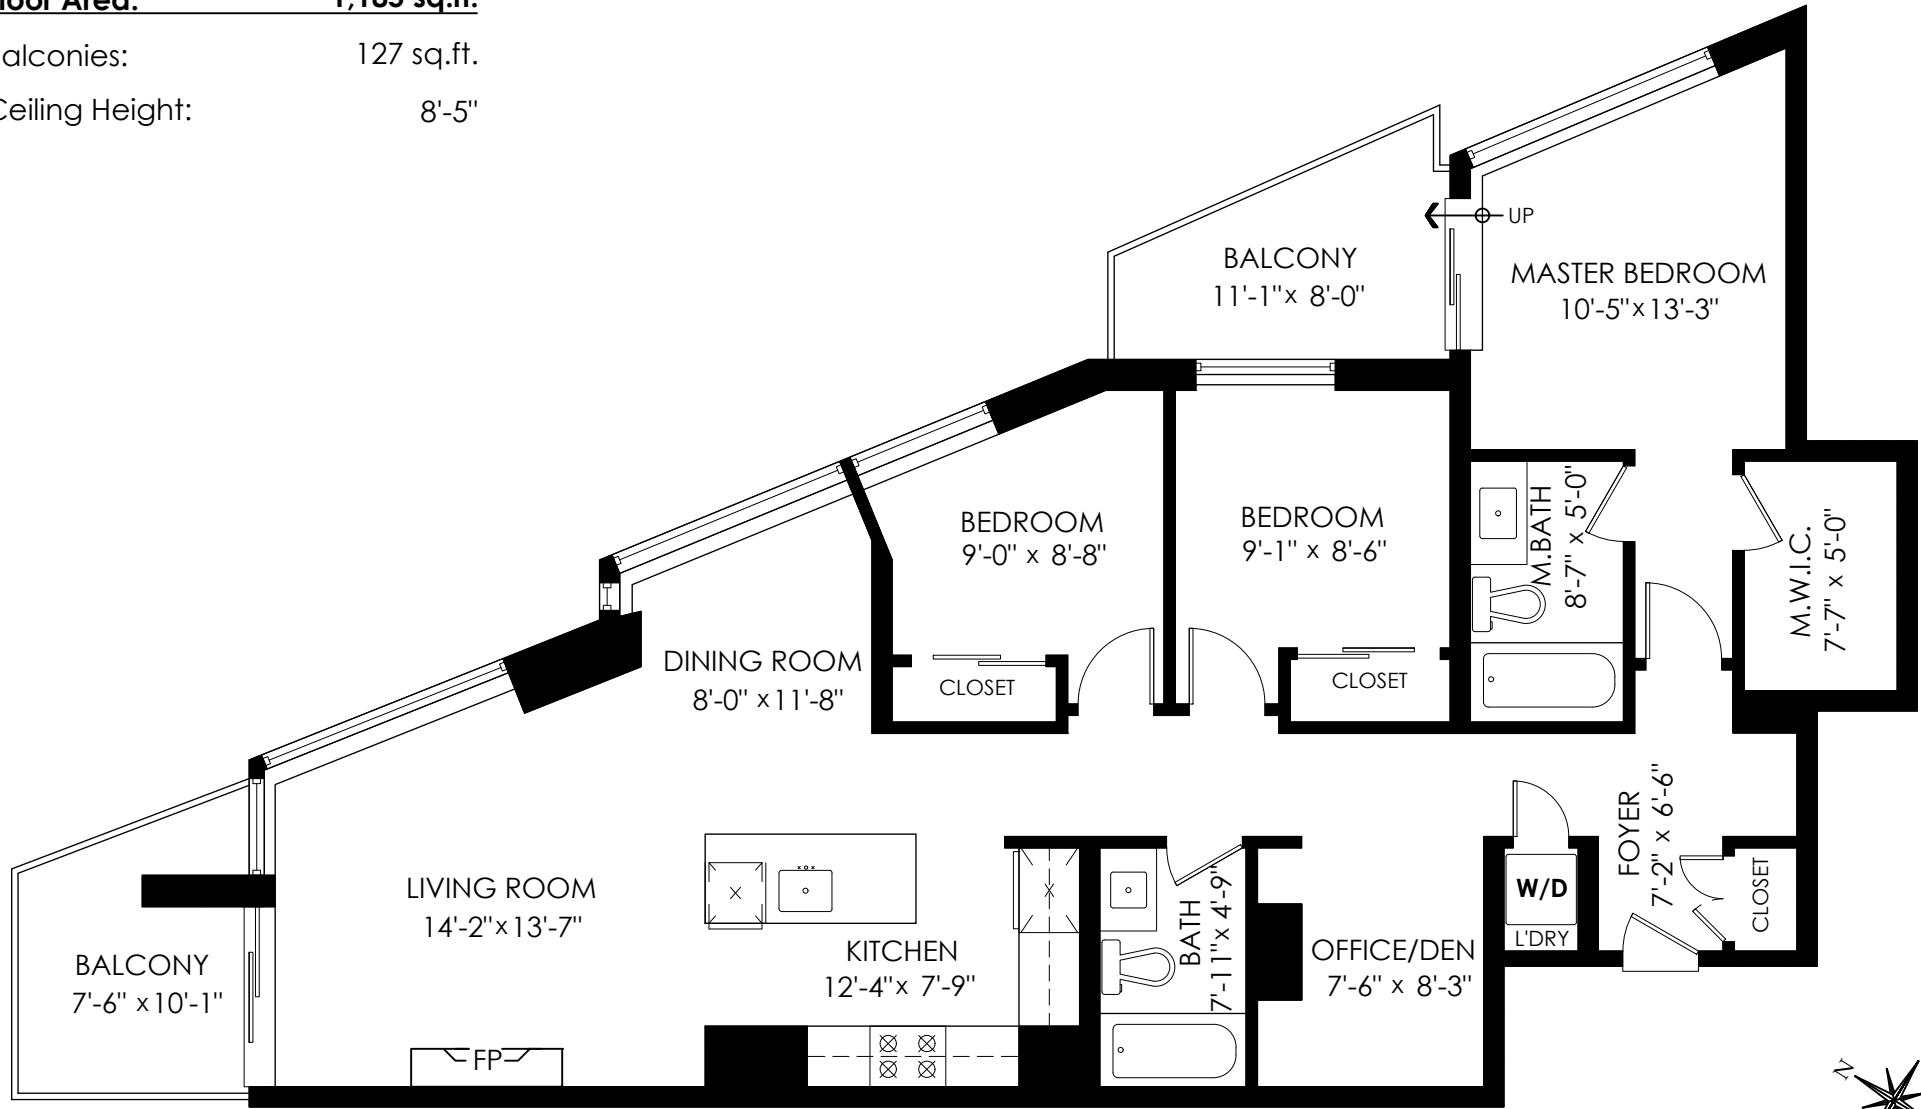 Area:
alconies: 127 sq.ft.
Ceiling Height: 8'-5"
UP
BALCONY
11'-1" x 8'-0"
MASTER BEDROOM
10'-5" x 13'-3"
BEDROOM
9'-0" x 8'-8"
BEDROOM
9'-1" x 8'-6"
M.BATH
8'-7" x 5'-0"
M.W.I.C.
7'-7" x 5'-0"
DINING ROOM
8'-0" x 11'-8"
CLOSET
CLOSET
FOYER
7'-2" x 6'-6"
LIVING ROOM
14'-2" x 13'-7"
KITCHEN
12'-4" x 7'-9"
BATH
7'-11" x 4'-9"
OFFICE/DEN
7'-6" x 8'-3"
W/D
L'DRY
CLOSET
BALCONY
7'-6" x 10'-1"
FP
N